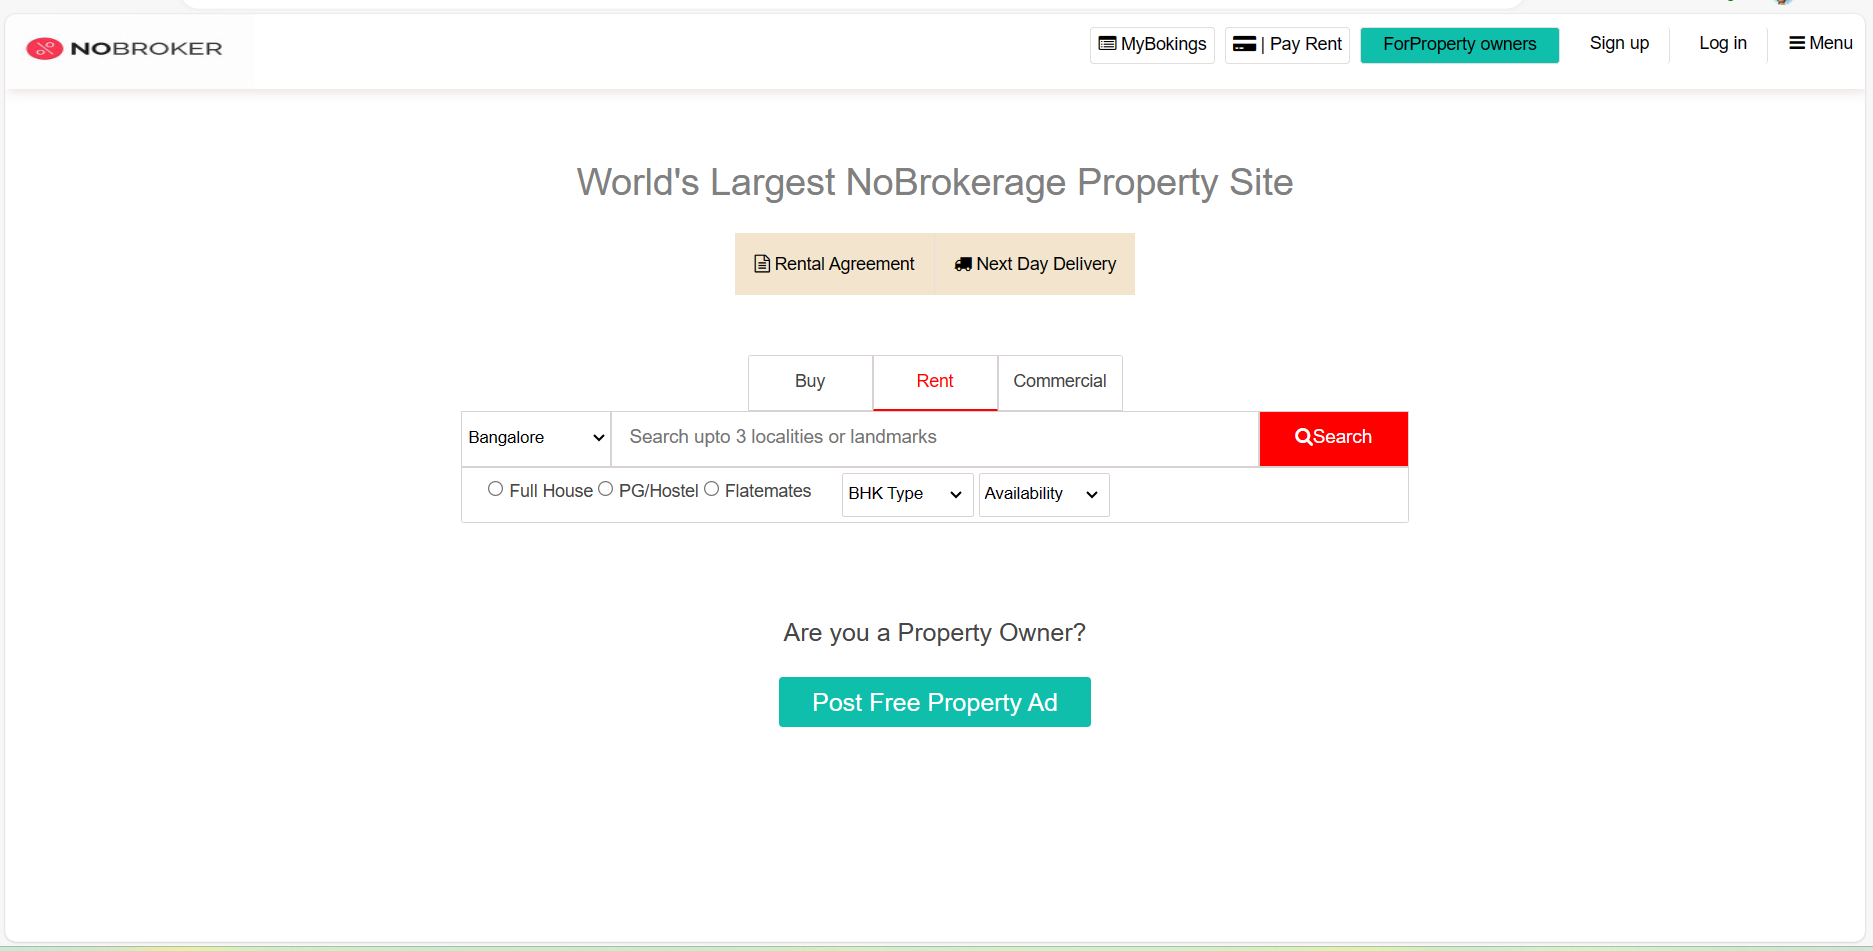 NOBROKER
MyBokings
| Pay Rent
ForProperty owners
Sign up
Log in
Menu
World's Largest NoBrokerage Property Site
Rental Agreement
Next Day Delivery
Buy
Rent
Commercial
Bangalore
Search upto 3 localities or landmarks
Search
Full House
PG/Hostel
Flatemates
BHK Type
Availability
Are you a Property Owner?
Post Free Property Ad